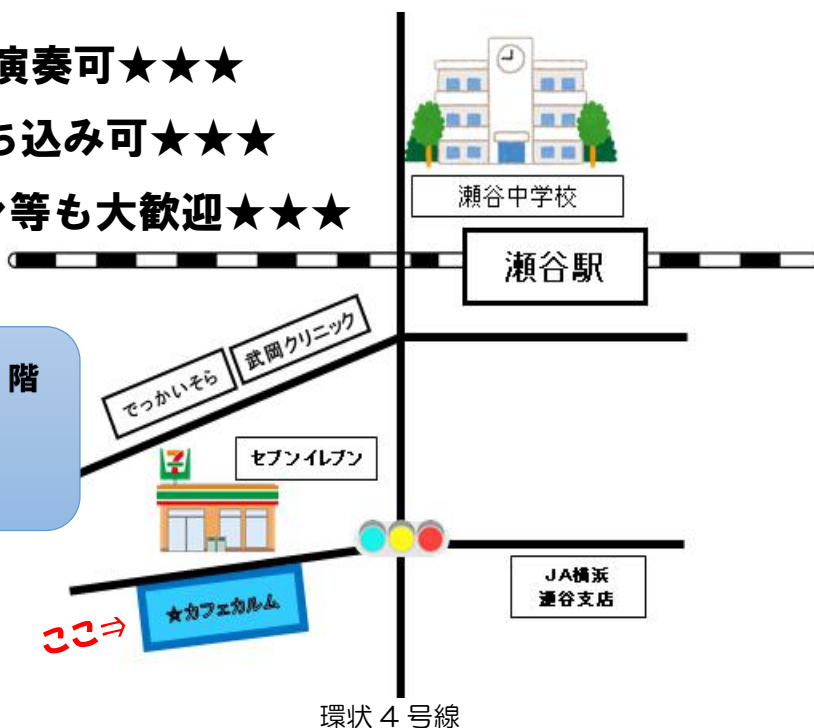 演奏可★★★
ち込み可★★★
等も大歓迎★★★
瀬谷中学校
瀬谷駅
階
武岡クリニック
でっかいそら
セブンイレブン
JA横浜
瀬谷支店
★カフェカルム
ここ⇒
環状4号線